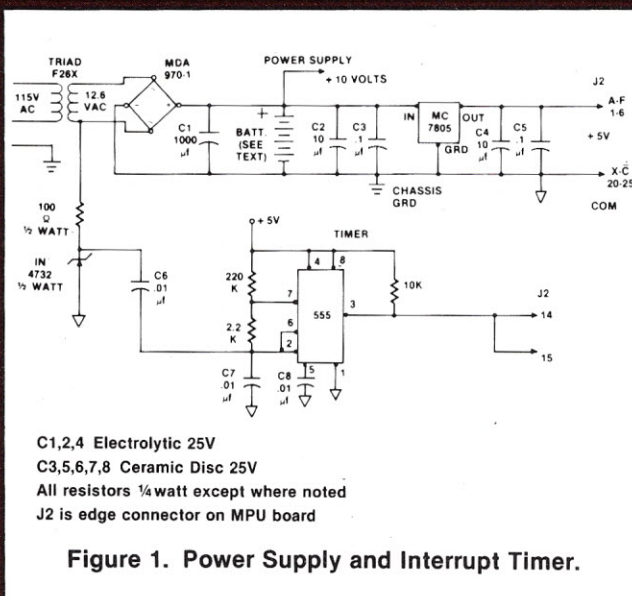 TRIAD
F26X
MDA
970-1
POWER SUPPLY
+ 10 VOLTS
115V
AC
12.6
VAC
+
C1
1000
µf
+
BATT.
(SEE
TEXT)
C2
10
µf
C3
.1
µf
IN
MC
7805
OUT
GRD
C4
10
µf
C5
.1
µf
J2
A-F
1-6
+ 5V
X-C̄
20-25
COM
CHASSIS
GRD
100
Ω
½ WATT
IN
4732
½ WATT
C6
.01
µf
+ 5V
TIMER
220
K
2.2
K
4
8
7
6
2
555
3
5
1
10K
C7
.01
µf
C8
.01
µf
J2
14
15
C1,2,4 Electrolytic 25V
C3,5,6,7,8 Ceramic Disc 25V
All resistors ¼ watt except where noted
J2 is edge connector on MPU board
Figure 1. Power Supply and Interrupt Timer.